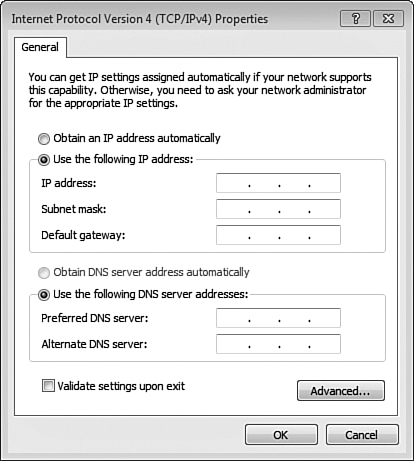 Internet Protocol Version 4 (TCP/IPv4) Properties
General
You can get IP settings assigned automatically if your network supports
this capability. Otherwise, you need to ask your network administrator
for the appropriate IP settings.
Obtain an IP address automatically
Use the following IP address:
IP address: . . .
Subnet mask: . . .
Default gateway: . . .
Obtain DNS server address automatically
Use the following DNS server addresses:
Preferred DNS server: . . .
Alternate DNS server: . . .
Validate settings upon exit
Advanced...
OK Cancel